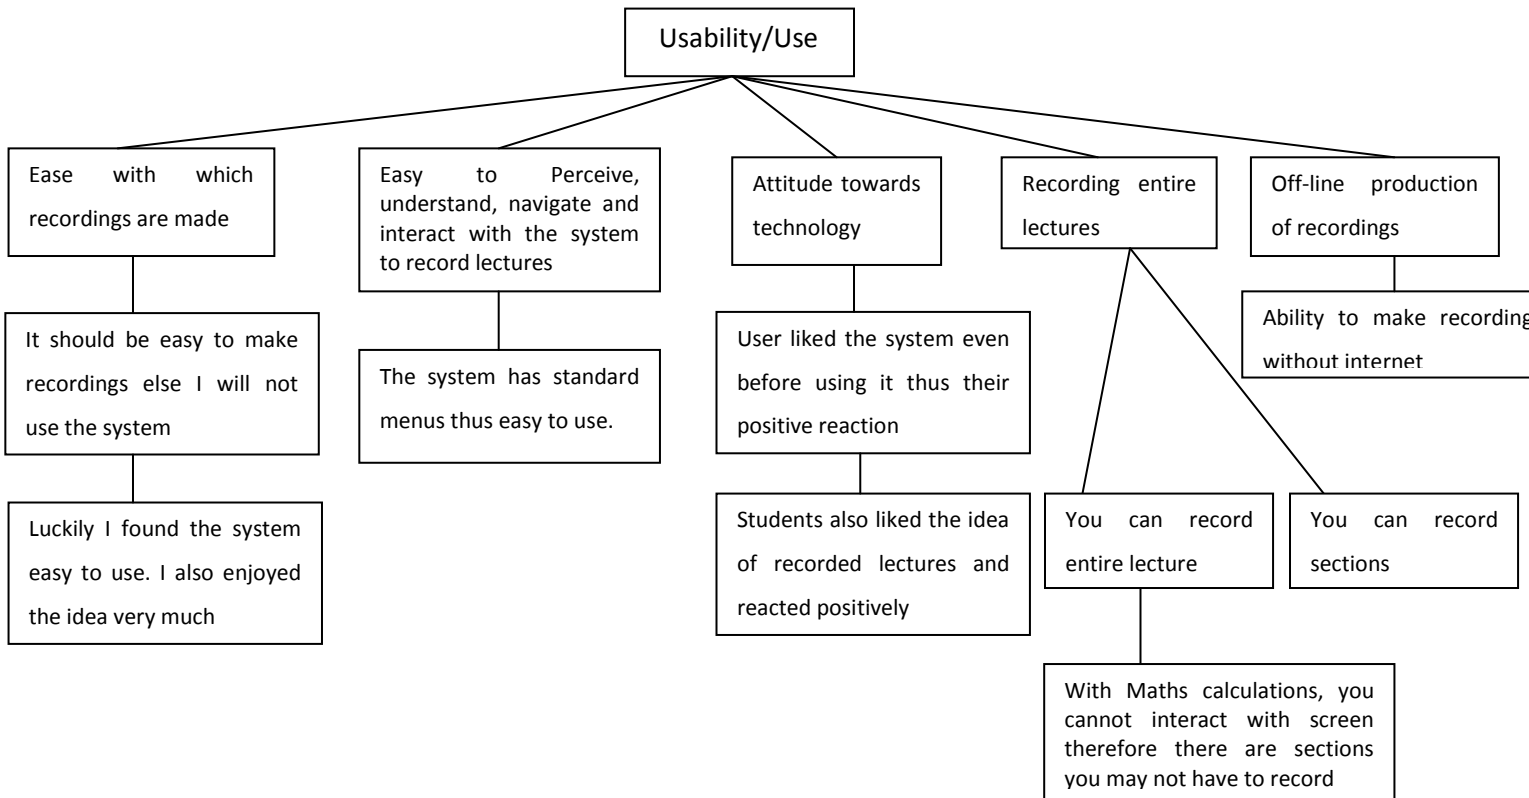 Usability/Use
Ease with which
recordings are made
Easy to Perceive,
understand, navigate and
interact with the system
to record lectures
Attitude towards
technology
Recording entire
lectures
Off-line production
of recordings
It should be easy to make
recordings else I will not
use the system
The system has standard
menus thus easy to use.
User liked the system even
before using it thus their
positive reaction
Ability to make recording
without internet
Luckily I found the system
easy to use. I also enjoyed
the idea very much
Students also liked the idea
of recorded lectures and
reacted positively
You can record
entire lecture
You can record
sections
With Maths calculations, you
cannot interact with screen
therefore there are sections
you may not have to record